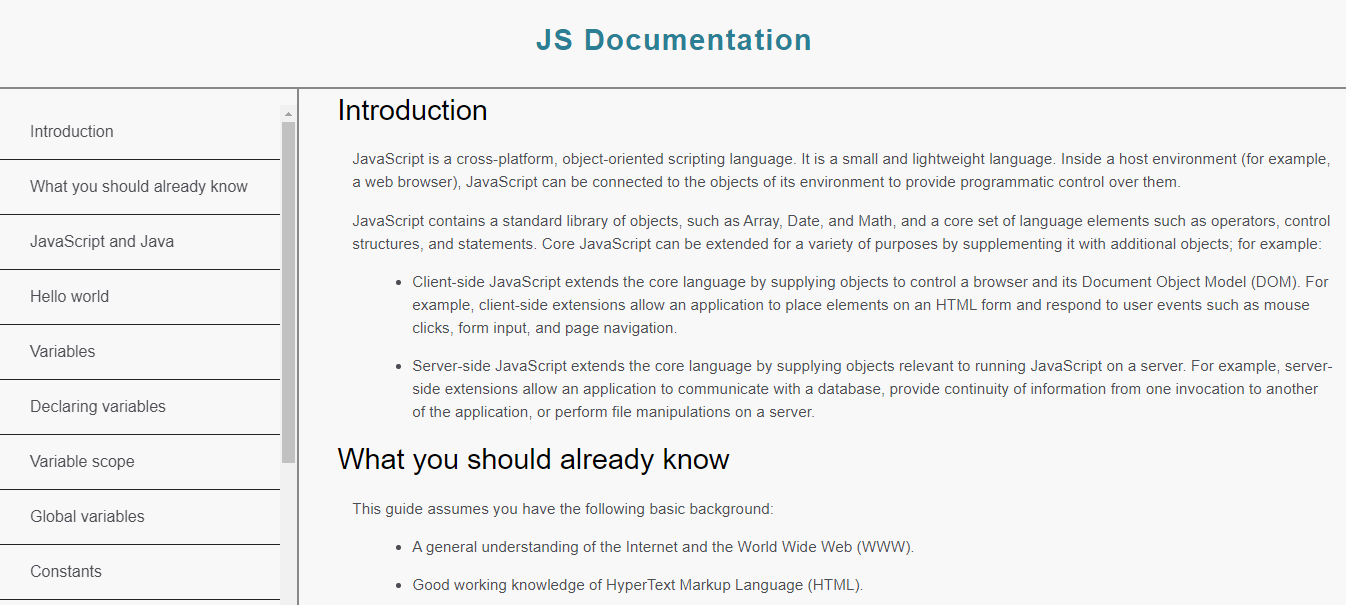 JS Documentation
Introduction
What you should already know
JavaScript and Java
Hello world
Variables
Declaring variables
Variable scope
Global variables
Constants
Introduction
JavaScript is a cross-platform, object-oriented scripting language. It is a small and lightweight language. Inside a host environment (for example,
a web browser), JavaScript can be connected to the objects of its environment to provide programmatic control over them.
JavaScript contains a standard library of objects, such as Array, Date, and Math, and a core set of language elements such as operators, control
structures, and statements. Core JavaScript can be extended for a variety of purposes by supplementing it with additional objects; for example:
• Client-side JavaScript extends the core language by supplying objects to control a browser and its Document Object Model (DOM). For
example, client-side extensions allow an application to place elements on an HTML form and respond to user events such as mouse
clicks, form input, and page navigation.
• Server-side JavaScript extends the core language by supplying objects relevant to running JavaScript on a server. For example, server-
side extensions allow an application to communicate with a database, provide continuity of information from one invocation to another
of the application, or perform file manipulations on a server.
What you should already know
This guide assumes you have the following basic background:
• A general understanding of the Internet and the World Wide Web (WWW).
• Good working knowledge of HyperText Markup Language (HTML).